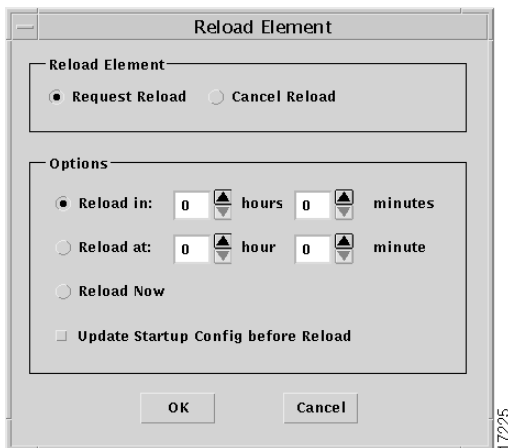 Reload Element
Reload Element
Request Reload Cancel Reload
Options
Reload in: 0 hours 0 minutes
Reload at: 0 hour 0 minute
Reload Now
Update Startup Config before Reload
OK Cancel
17225